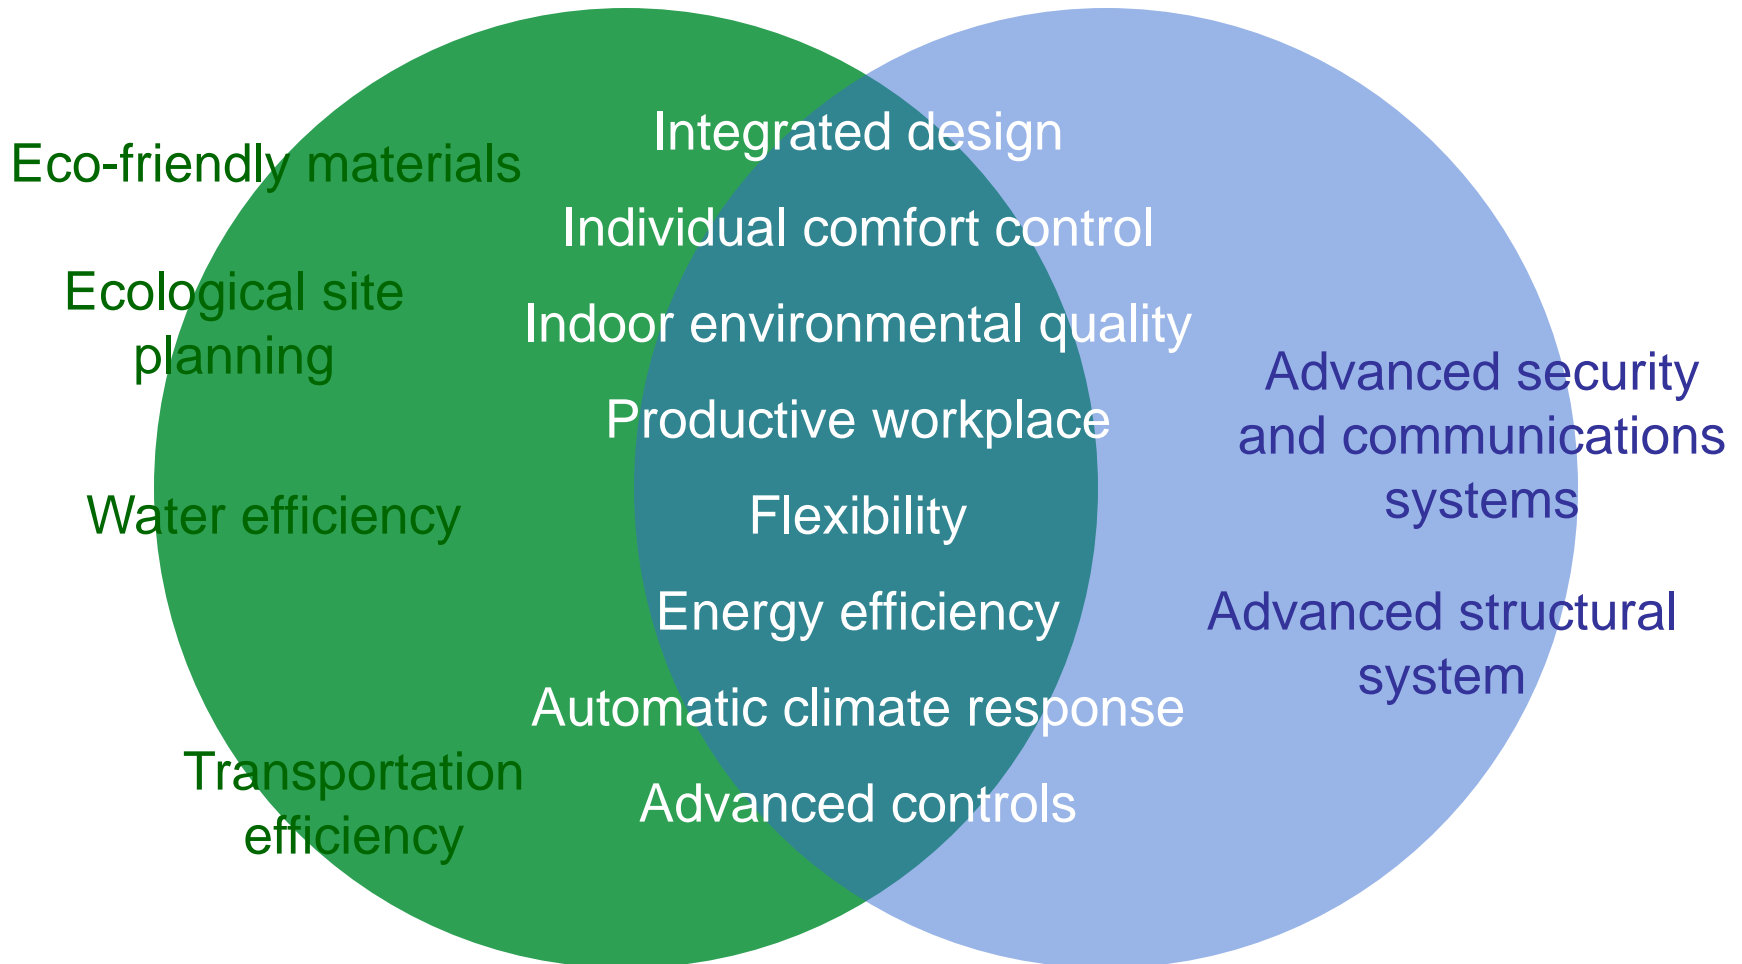 Eco-friendly materials
Ecological site
planning
Water efficiency
Transportation
efficiency
Integrated design
Individual comfort control
Indoor environmental quality
Productive workplace
Flexibility
Energy efficiency
Automatic climate response
Advanced controls
Advanced security
and communications
systems
Advanced structural
system